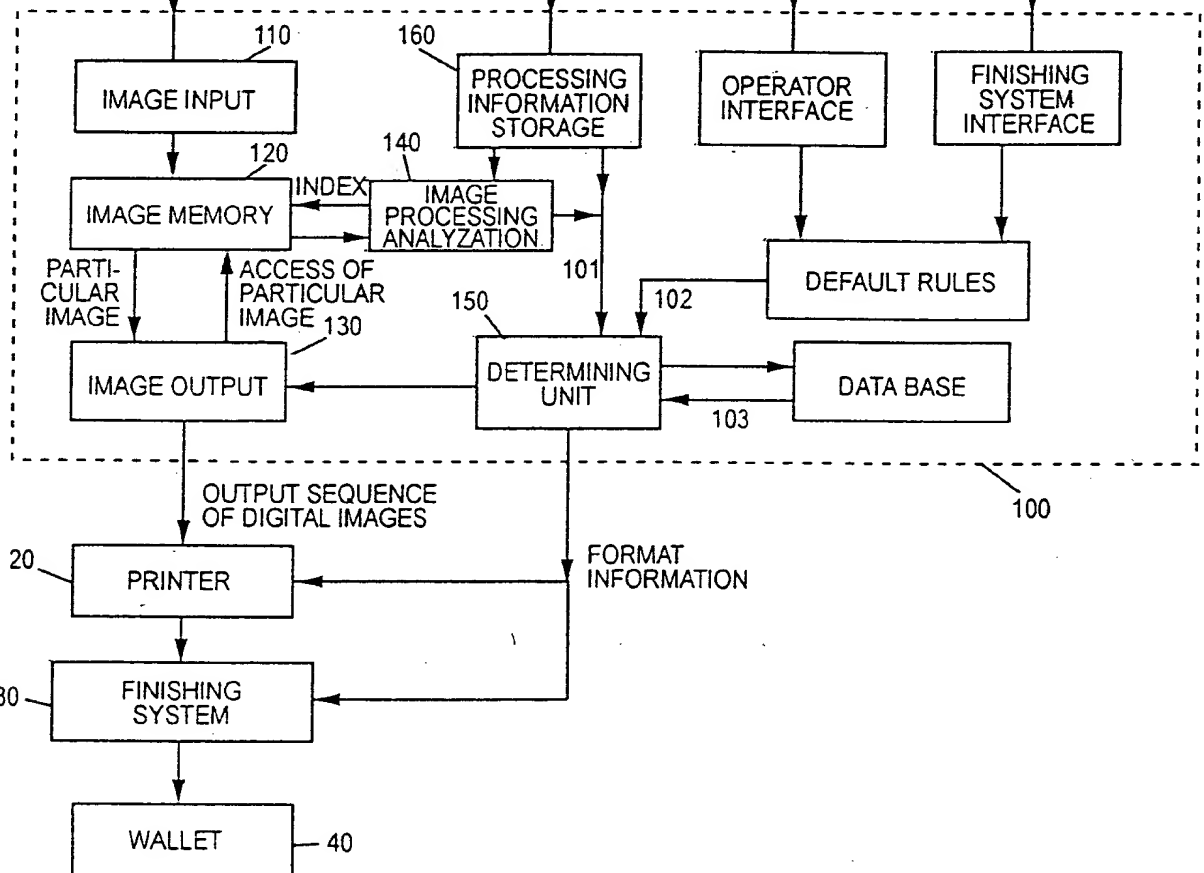 110
IMAGE INPUT
160
PROCESSING
INFORMATION
STORAGE
OPERATOR
INTERFACE
FINISHING
SYSTEM
INTERFACE
120
IMAGE MEMORY
INDEX
140
IMAGE
PROCESSING
ANALYZATION
101
102
DEFAULT RULES
PARTI-
CULAR
IMAGE
ACCESS OF
PARTICULAR
IMAGE
130
IMAGE OUTPUT
150
DETERMINING
UNIT
103
DATA BASE
100
OUTPUT SEQUENCE
OF DIGITAL IMAGES
FORMAT
INFORMATION
20
PRINTER
30
FINISHING
SYSTEM
WALLET
40